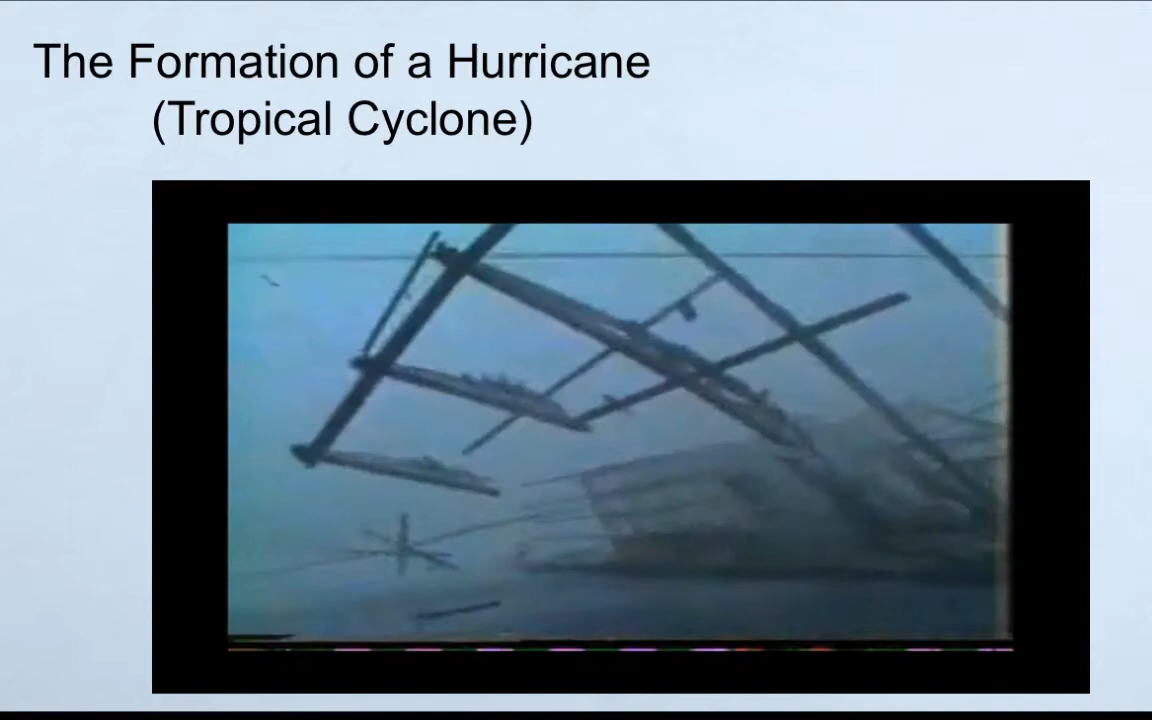 The Formation of a Hurricane
(Tropical Cyclone)